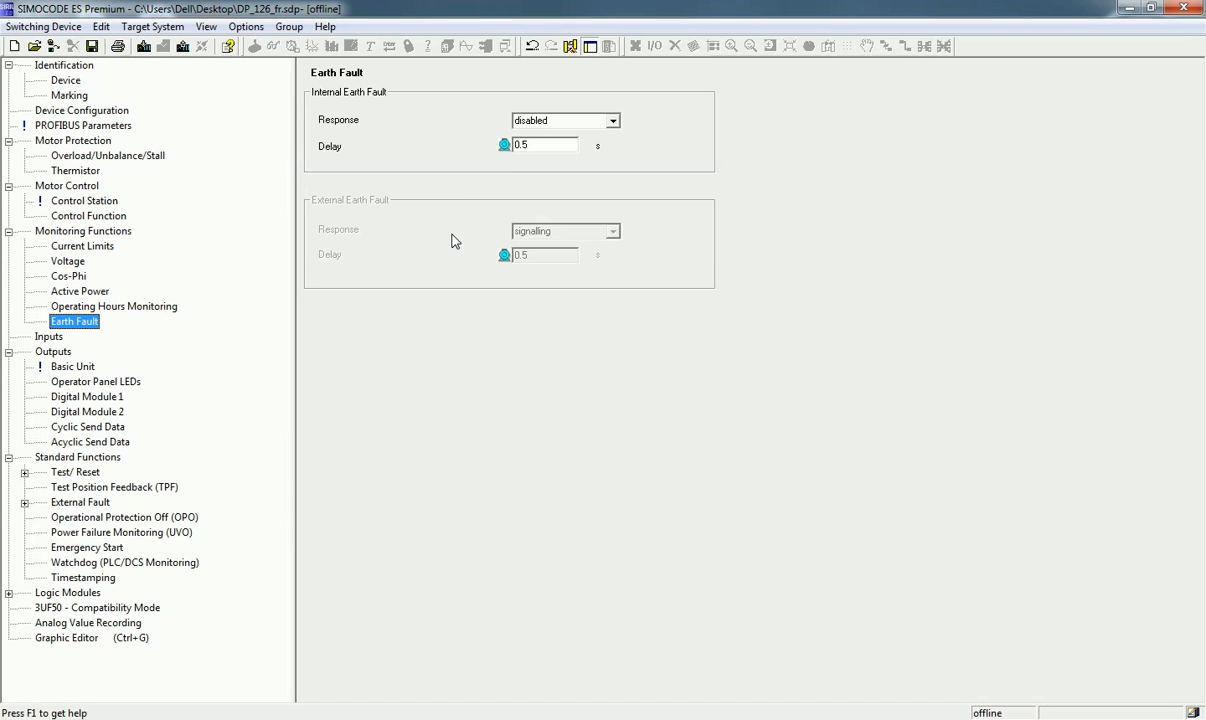 SIMOCODE ES Premium - C:\Users\Dell\Desktop\DP_126_fr.sdp- [offline]
Switching Device Edit Target System View Options Group Help
Identification
Device
Marking
Device Configuration
! PROFIBUS Parameters
Motor Protection
Overload/Unbalance/Stall
Thermistor
Motor Control
! Control Station
Control Function
Monitoring Functions
Current Limits
Voltage
Cos-Phi
Active Power
Operating Hours Monitoring
Earth Fault
Inputs
Outputs
! Basic Unit
Operator Panel LEDs
Digital Module 1
Digital Module 2
Cyclic Send Data
Acyclic Send Data
Standard Functions
Test/ Reset
Test Position Feedback (TPF)
External Fault
Operational Protection Off (OPO)
Power Failure Monitoring (UVO)
Emergency Start
Watchdog (PLC/DCS Monitoring)
Timestamping
Logic Modules
3UF50 - Compatibility Mode
Analog Value Recording
Graphic Editor (Ctrl+G)
Earth Fault
Internal Earth Fault
Response disabled
Delay 0.5 s
External Earth Fault
Response signalling
Delay 0.5 s
Press F1 to get help
offline